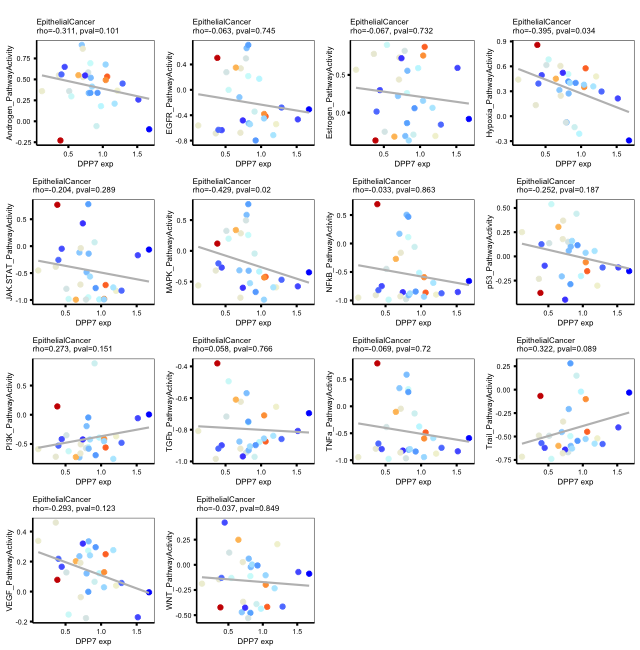 EpithelialCancer
rho=-0.311, pval=0.101
Androgen_PathwayActivity
0.75
0.50
0.25
0.00
-0.25
0.5 1.0 1.5
DPP7 exp
EpithelialCancer
rho=-0.063, pval=0.745
EGFR_PathwayActivity
0.8
0.4
0.0
-0.4
-0.8
0.5 1.0 1.5
DPP7 exp
EpithelialCancer
rho=-0.067, pval=0.732
Estrogen_PathwayActivity
0.5
0.0
0.5 1.0 1.5
DPP7 exp
EpithelialCancer
rho=-0.395, pval=0.034
Hypoxia_PathwayActivity
0.9
0.6
0.3
0.0
-0.3
0.5 1.0 1.5
DPP7 exp
EpithelialCancer
rho=-0.204, pval=0.289
JAK.STAT_PathwayActivity
0.5
0.0
-0.5
-1.0
0.5 1.0 1.5
DPP7 exp
EpithelialCancer
rho=-0.429, pval=0.02
MAPK_PathwayActivity
0.5
0.0
-0.5
0.5 1.0 1.5
DPP7 exp
EpithelialCancer
rho=-0.033, pval=0.863
NFkB_PathwayActivity
0.5
0.0
-0.5
-1.0
0.5 1.0 1.5
DPP7 exp
EpithelialCancer
rho=-0.252, pval=0.187
p53_PathwayActivity
0.50
0.25
0.00
-0.25
0.5 1.0 1.5
DPP7 exp
EpithelialCancer
rho=0.273, pval=0.151
PI3K_PathwayActivity
0.5
0.0
-0.5
0.5 1.0 1.5
DPP7 exp
EpithelialCancer
rho=0.058, pval=0.766
TGFb_PathwayActivity
-0.4
-0.6
-0.8
-1.0
0.5 1.0 1.5
DPP7 exp
EpithelialCancer
rho=-0.069, pval=0.72
TNFa_PathwayActivity
0.5
0.0
-0.5
-1.0
0.5 1.0 1.5
DPP7 exp
EpithelialCancer
rho=0.322, pval=0.089
Trail_PathwayActivity
0.25
0.00
-0.25
-0.50
-0.75
0.5 1.0 1.5
DPP7 exp
EpithelialCancer
rho=-0.293, pval=0.123
VEGF_PathwayActivity
0.4
0.2
0.0
-0.2
0.5 1.0 1.5
DPP7 exp
EpithelialCancer
rho=-0.037, pval=0.849
WNT_PathwayActivity
0.25
0.00
-0.25
-0.50
0.5 1.0 1.5
DPP7 exp